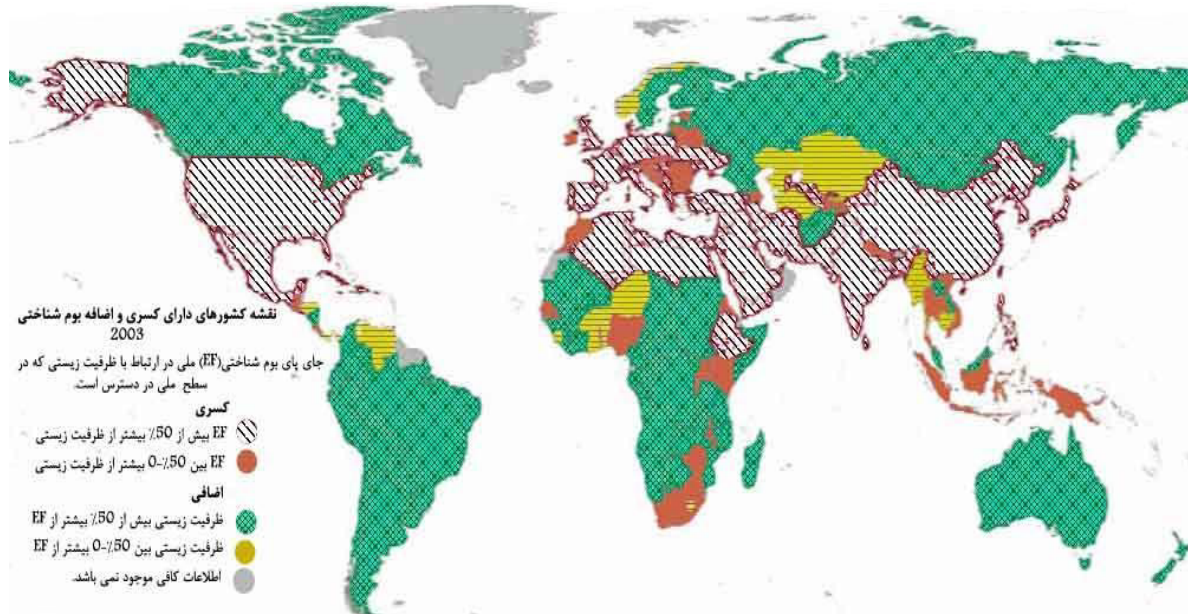 نقشه کشورهای دارای کسری و اضافه بوم شناختی
2003
جای پای بوم شناختی(EF) ملی در ارتباط با ظرفیت زیستی که در
سطح ملی در دسترس است.
کسری
EF بیش از 50٪ بیشتر از ظرفیت زیستی
EF بین 50٪-0 بیشتر از ظرفیت زیستی
اضافی
ظرفیت زیستی بیش از 50٪ بیشتر از EF
ظرفیت زیستی بین 50٪-0 بیشتر از EF
اطلاعات کافی موجود نمی باشد.